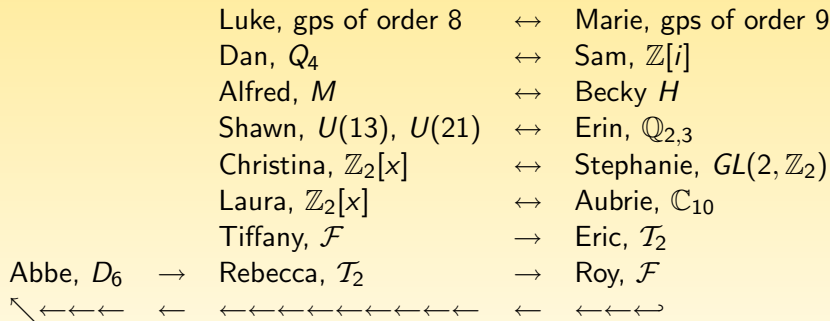 Luke, gps of order 8 ↔ Marie, gps of order 9
Dan, Q₄ ↔ Sam, ℤ[i]
Alfred, M ↔ Becky H
Shawn, U(13), U(21) ↔ Erin, ℚ₂,₃
Christina, ℤ₂[x] ↔ Stephanie, GL(2, ℤ₂)
Laura, ℤ₂[x] ↔ Aubrie, ℂ₁₀
Tiffany, ℱ → Eric, 𝒯₂
Abbe, D₆ → Rebecca, 𝒯₂ → Roy, ℱ
↖←←← ← ←←←←←←←←←← ← ←←↩